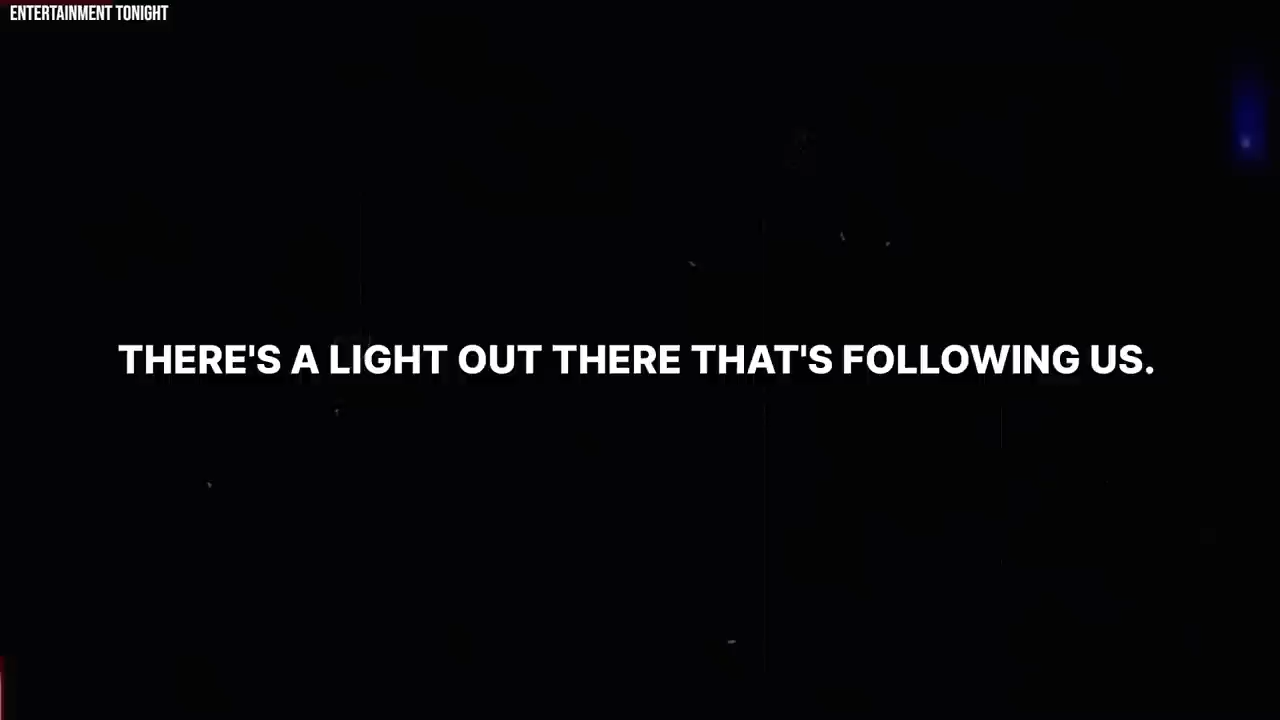 ENTERTAINMENT TONIGHT
THERE'S A LIGHT OUT THERE THAT'S FOLLOWING US.